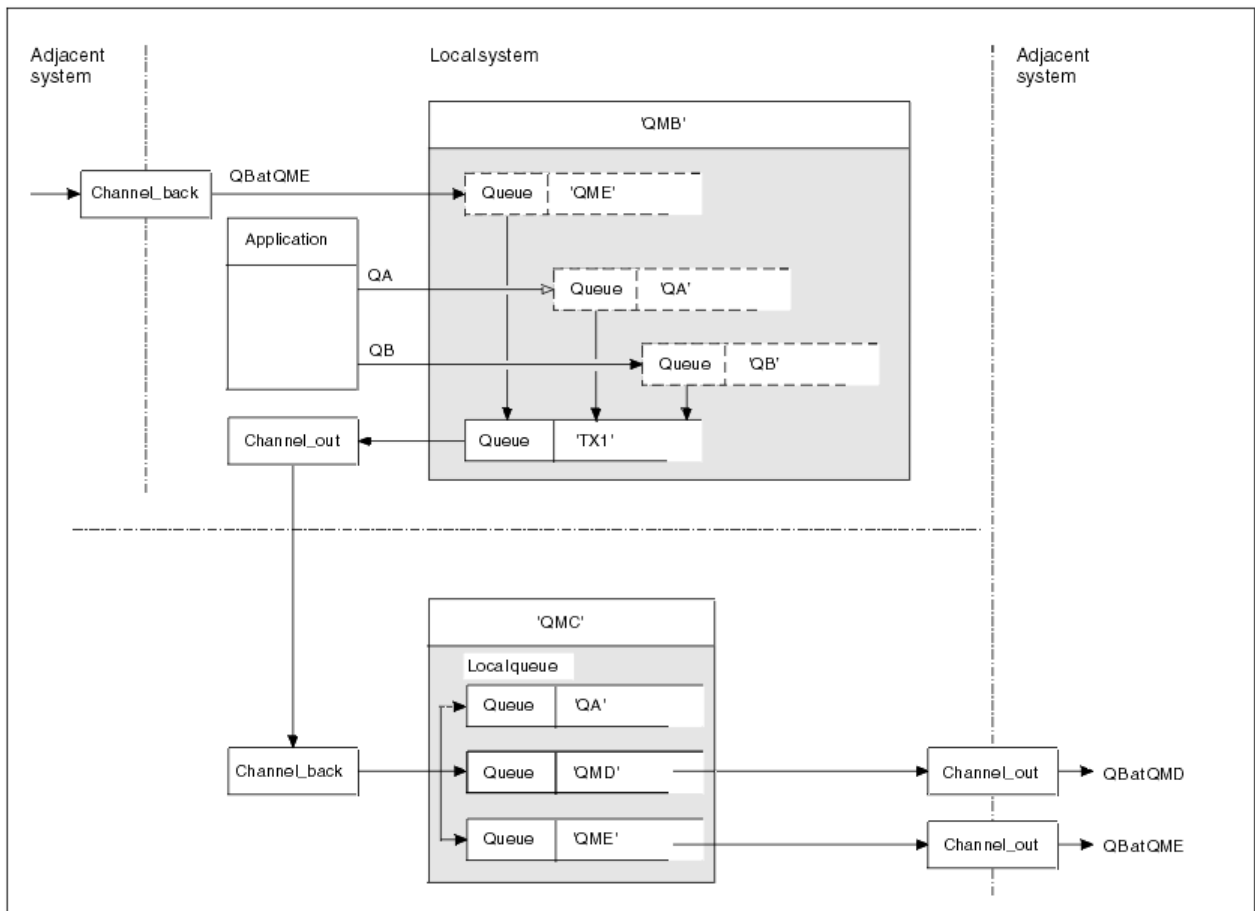 Adjacent
system
Localsystem
Adjacent
system
'QMB'
Channel_back
QBatQME
Queue 'QME'
Application
QA
Queue 'QA'
QB
Queue 'QB'
Channel_out
Queue 'TX1'
'QMC'
Localqueue
Queue 'QA'
Channel_back
Queue 'QMD'
Channel_out
QBatQMD
Queue 'QME'
Channel_out
QBatQME